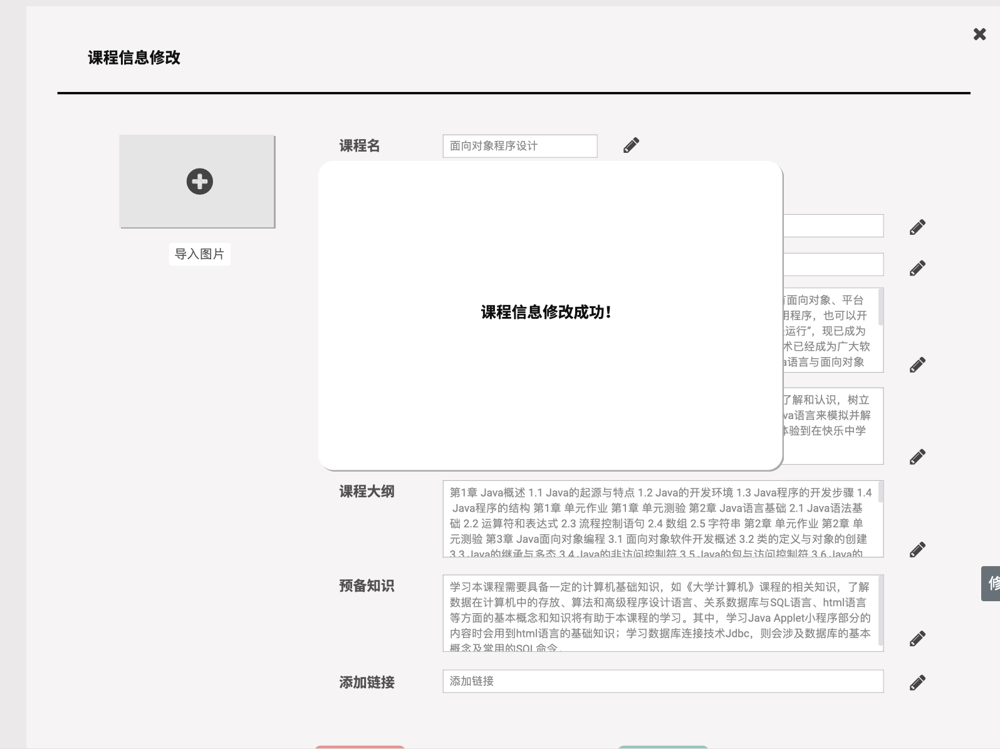 课程信息修改
课程名
面向对象程序设计
导入图片
课程信息修改成功!
面向对象、平台
用程序，也可以开
运行”，现已成为
术已经成为广大软
a语言与面向对象
了解和认识，树立
va语言来模拟并解
体验到在快乐中学
课程大纲
第1章 Java概述 1.1 Java的起源与特点 1.2 Java的开发环境 1.3 Java程序的开发步骤 1.4
Java程序的结构 第1章 单元作业 第1章 单元测验 第2章 Java语言基础 2.1 Java语法基
础 2.2 运算符和表达式 2.3 流程控制语句 2.4 数组 2.5 字符串 第2章 单元作业 第2章 单
元测验 第3章 Java面向对象编程 3.1 面向对象软件开发概述 3.2 类的定义与对象的创建
3.3 Java的继承与多态 3.4 Java的非访问控制符 3.5 Java的包与访问控制符 3.6 Java的
预备知识
学习本课程需要具备一定的计算机基础知识，如《大学计算机》课程的相关知识，了解
数据在计算机中的存放、算法和高级程序设计语言、关系数据库与SQL语言、html语言
等方面的基本概念和知识将有助于本课程的学习。其中，学习Java Applet小程序部分的
内容时会用到html语言的基础知识；学习数据库连接技术Jdbc，则会涉及数据库的基本
概念及常用的SQL命令。
修
添加链接
添加链接